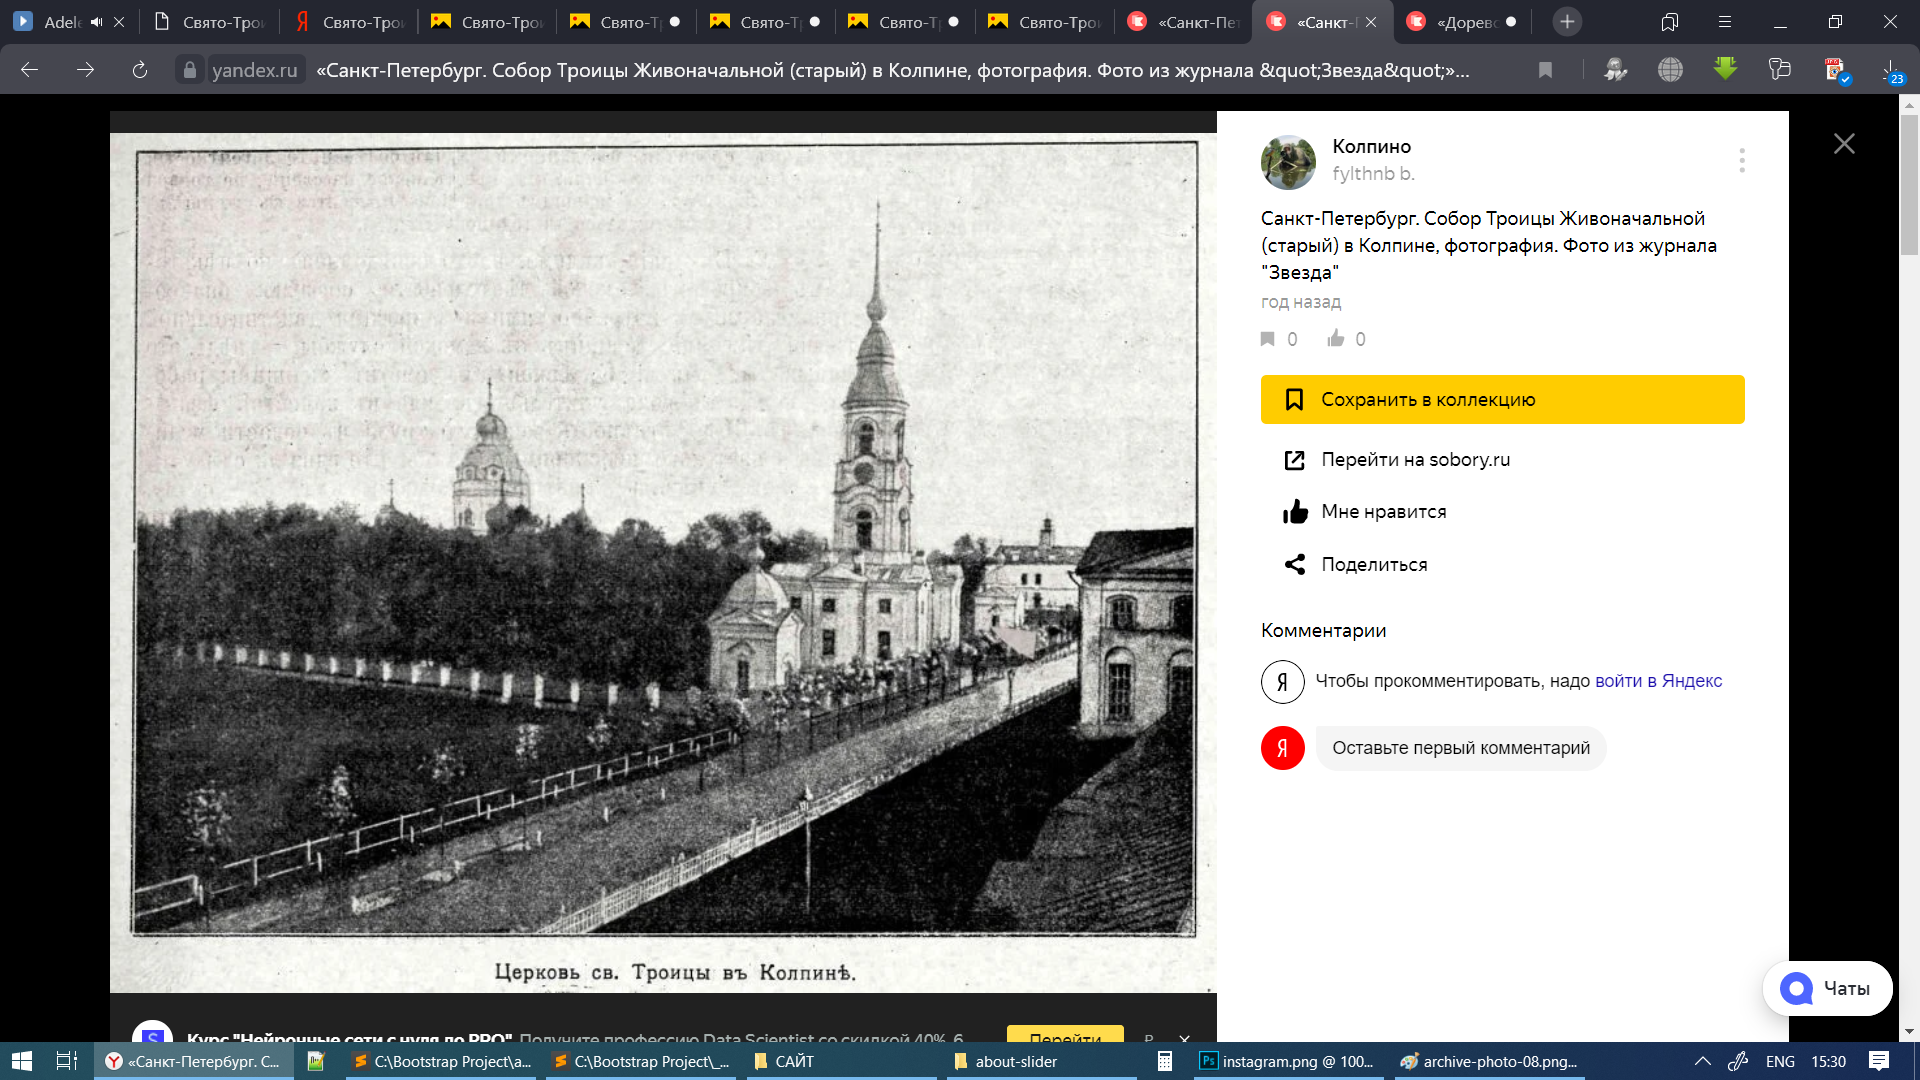 Adele
Свято-Трои
Свято-Трои
Свято-Трои
Свято-Т
Свято-Т
Свято-Т
Свято-Трои
«Санкт-Пет
«Санкт-
«Дорев
yandex.ru
«Санкт-Петербург. Собор Троицы Живоначальной (старый) в Колпине, фотография. Фото из журнала &quot;Звезда&quot;»...
23
Церковь св. Троицы въ Колпинѣ.
Колпино
fylthnb b.
Санкт-Петербург. Собор Троицы Живоначальной
(старый) в Колпине, фотография. Фото из журнала
"Звезда"
год назад
0 0
Сохранить в коллекцию
Перейти на sobory.ru
Мне нравится
Поделиться
Комментарии
Я Чтобы прокомментировать, надо войти в Яндекс
Я Оставьте первый комментарий
Чаты
S Курс "Нейронные сети с нуля до PRO" Получите профессию Data Scientist со скидкой 40%. 6 Перейти
«Санкт-Петербург. С...
C:\Bootstrap Project\a...
C:\Bootstrap Project\_...
САЙТ
about-slider
Ps instagram.png @ 100...
archive-photo-08.png...
ENG
15:30